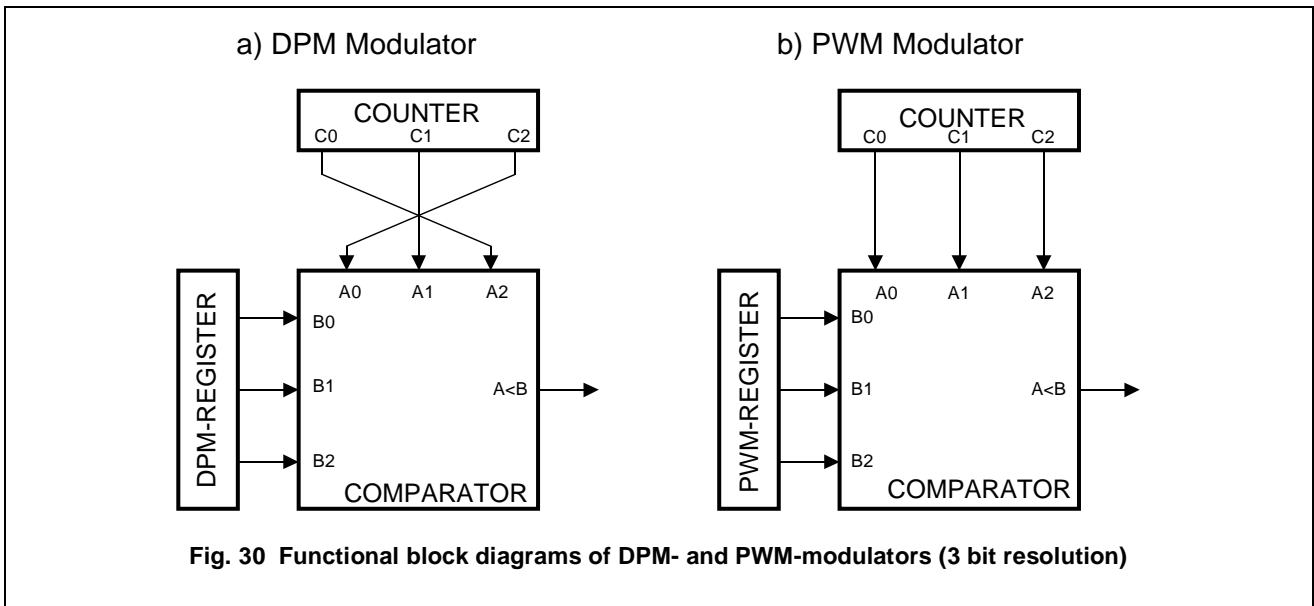 a) DPM Modulator
COUNTER
C0 C1 C2
A0 A1 A2
DPM-REGISTER
B0
B1
B2
A<B
COMPARATOR
b) PWM Modulator
COUNTER
C0 C1 C2
A0 A1 A2
PWM-REGISTER
B0
B1
B2
A<B
COMPARATOR
Fig. 30 Functional block diagrams of DPM- and PWM-modulators (3 bit resolution)